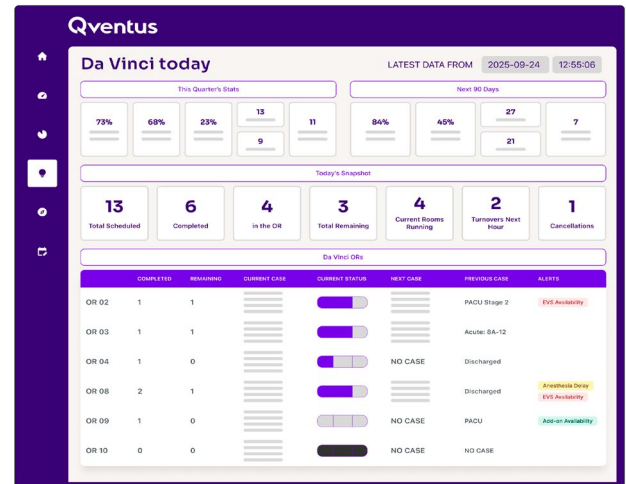 Qventus
Da Vinci today
LATEST DATA FROM 2025-09-24 12:55:06
This Quarter's Stats
Next 90 Days
73% 68% 23% 13 9 11
84% 45% 27 21 7
Today's Snapshot
13 6 4 3 4 2 1
Total Scheduled Completed in the OR Total Remaining Current Rooms Running Turnovers Next Hour Cancellations
Da Vinci ORs
COMPLETED REMAINING CURRENT CASE CURRENT STATUS NEXT CASE PREVIOUS CASE ALERTS
OR 02 1 1 PACU Stage 2 EVS Availability
OR 03 1 1 Acute: 8A-12
OR 04 1 0 NO CASE Discharged
OR 08 2 1 Discharged Anesthesia Delay
EVS Availability
OR 09 1 0 NO CASE PACU Add-on Availability
OR 10 0 0 NO CASE NO CASE